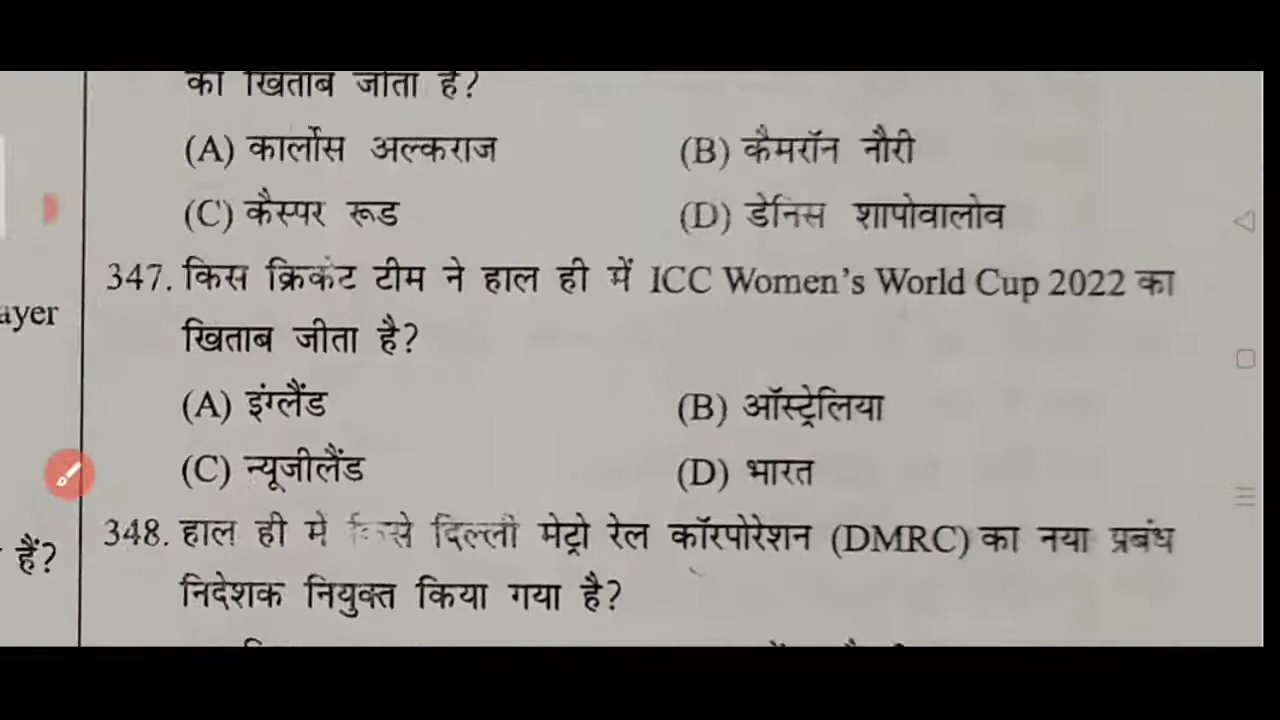 का खिताब जीता है?
(A) कार्लोस अल्कराज (B) कैमरॉन नौरी
(C) कैस्पर रूड (D) डेनिस शापोवालोव
347. किस क्रिकेट टीम ने हाल ही में ICC Women's World Cup 2022 का
ayer
खिताब जीता है?
(A) इंग्लैंड (B) ऑस्ट्रेलिया
(C) न्यूजीलैंड (D) भारत
348. हाल ही में किसे दिल्ली मेट्रो रेल कॉरपोरेशन (DMRC) का नया प्रबंध
हैं?
निदेशक नियुक्त किया गया है?